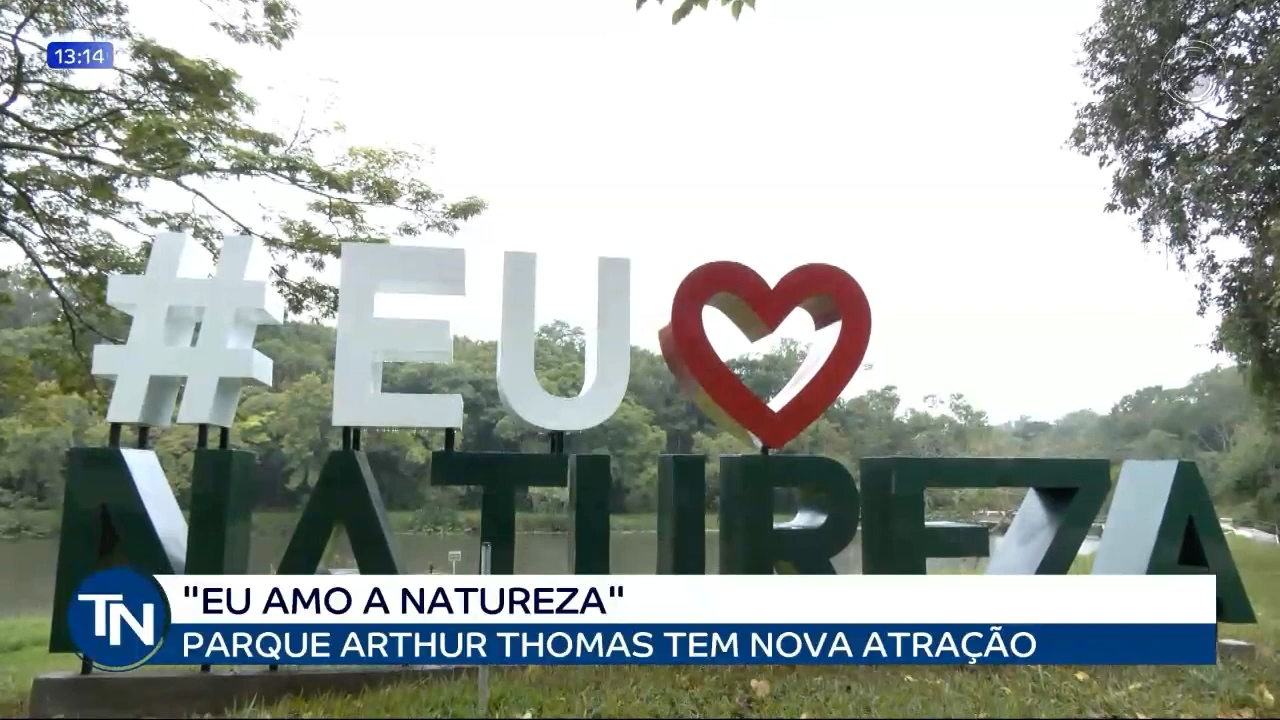 13:14
#EU
NATUREZA
TN
"EU AMO A NATUREZA"
PARQUE ARTHUR THOMAS TEM NOVA ATRAÇÃO